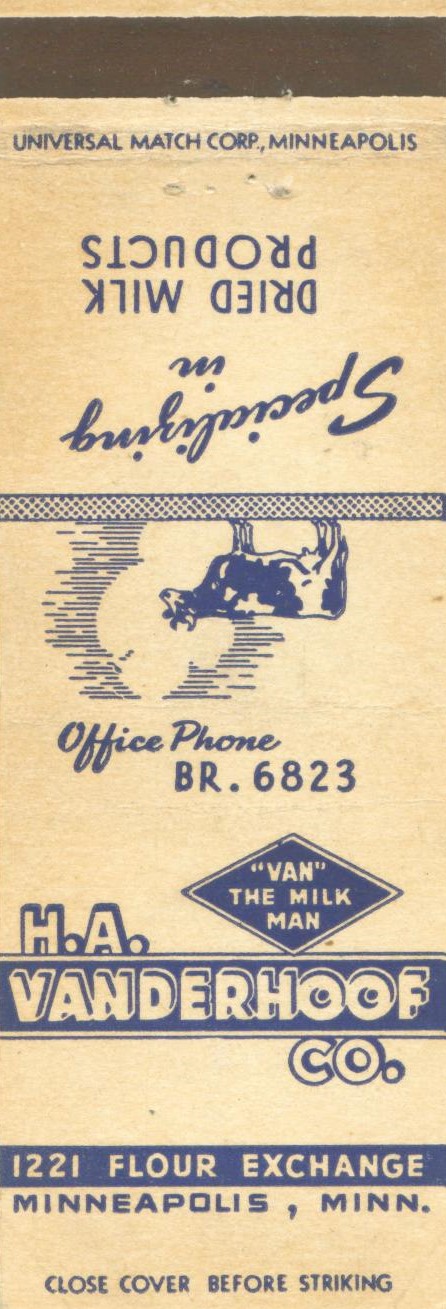 UNIVERSAL MATCH CORP., MINNEAPOLIS
Specializing
in
DRIED MILK
PRODUCTS
Office Phone
BR. 6823
"VAN"
THE MILK
MAN
H.A.
VANDERHOOF
CO.
1221 FLOUR EXCHANGE
MINNEAPOLIS, MINN.
CLOSE COVER BEFORE STRIKING